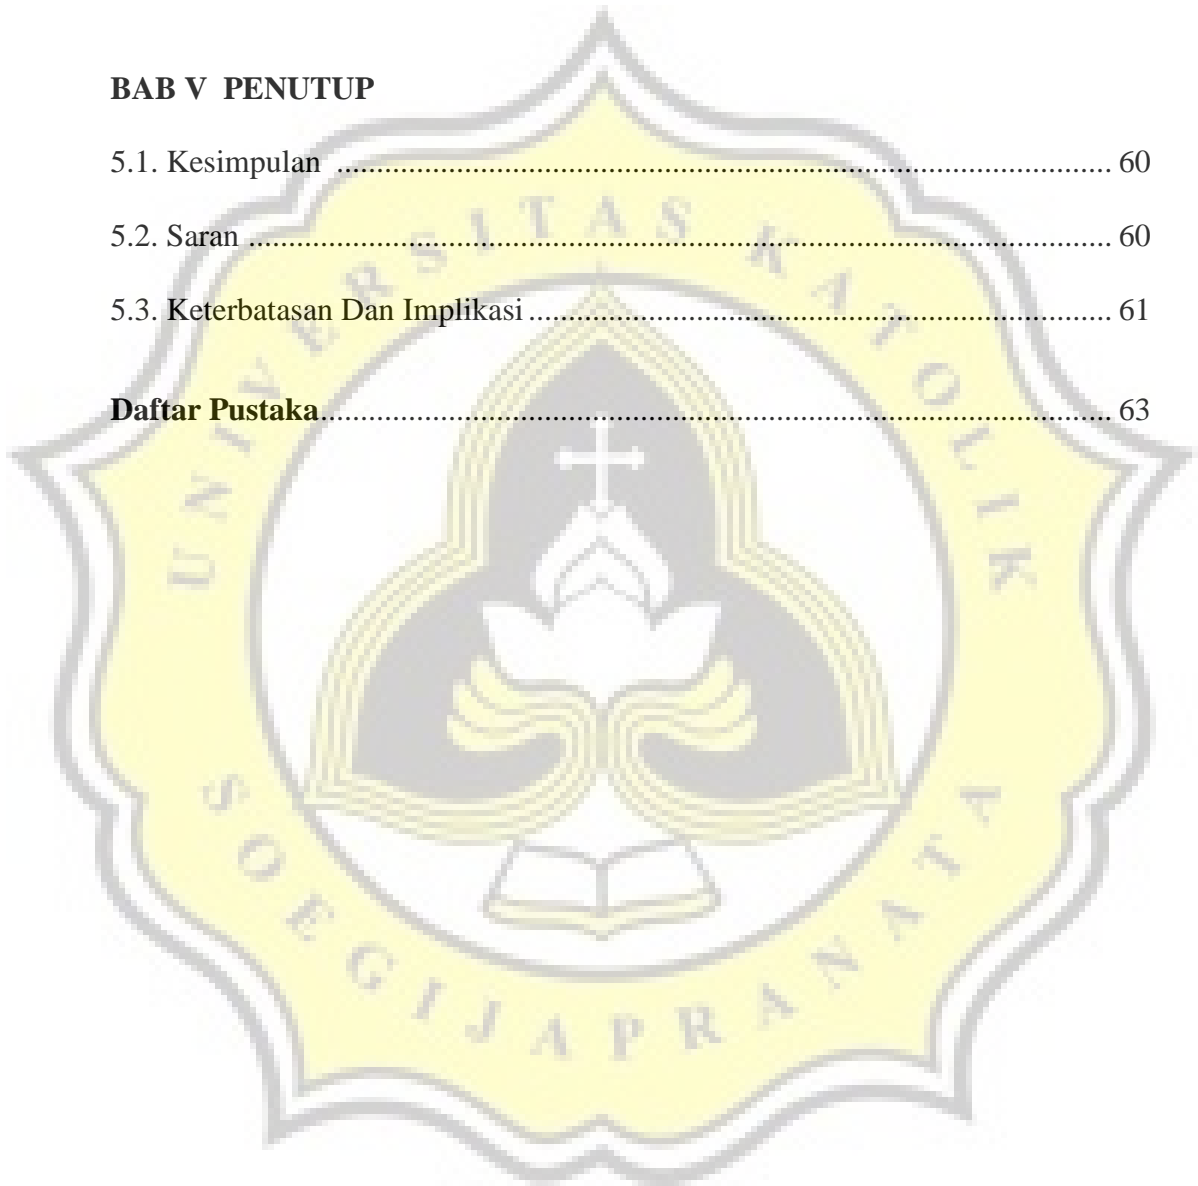 BAB V PENUTUP
5.1. Kesimpulan ........................................................................................................ 60
5.2. Saran ........................................................................................................ 60
5.3. Keterbatasan Dan Implikasi ........................................................................ 61
Daftar Pustaka........................................................................................................ 63
UNIVERSITAS KATOLIK
SOEGIJAPRANATA